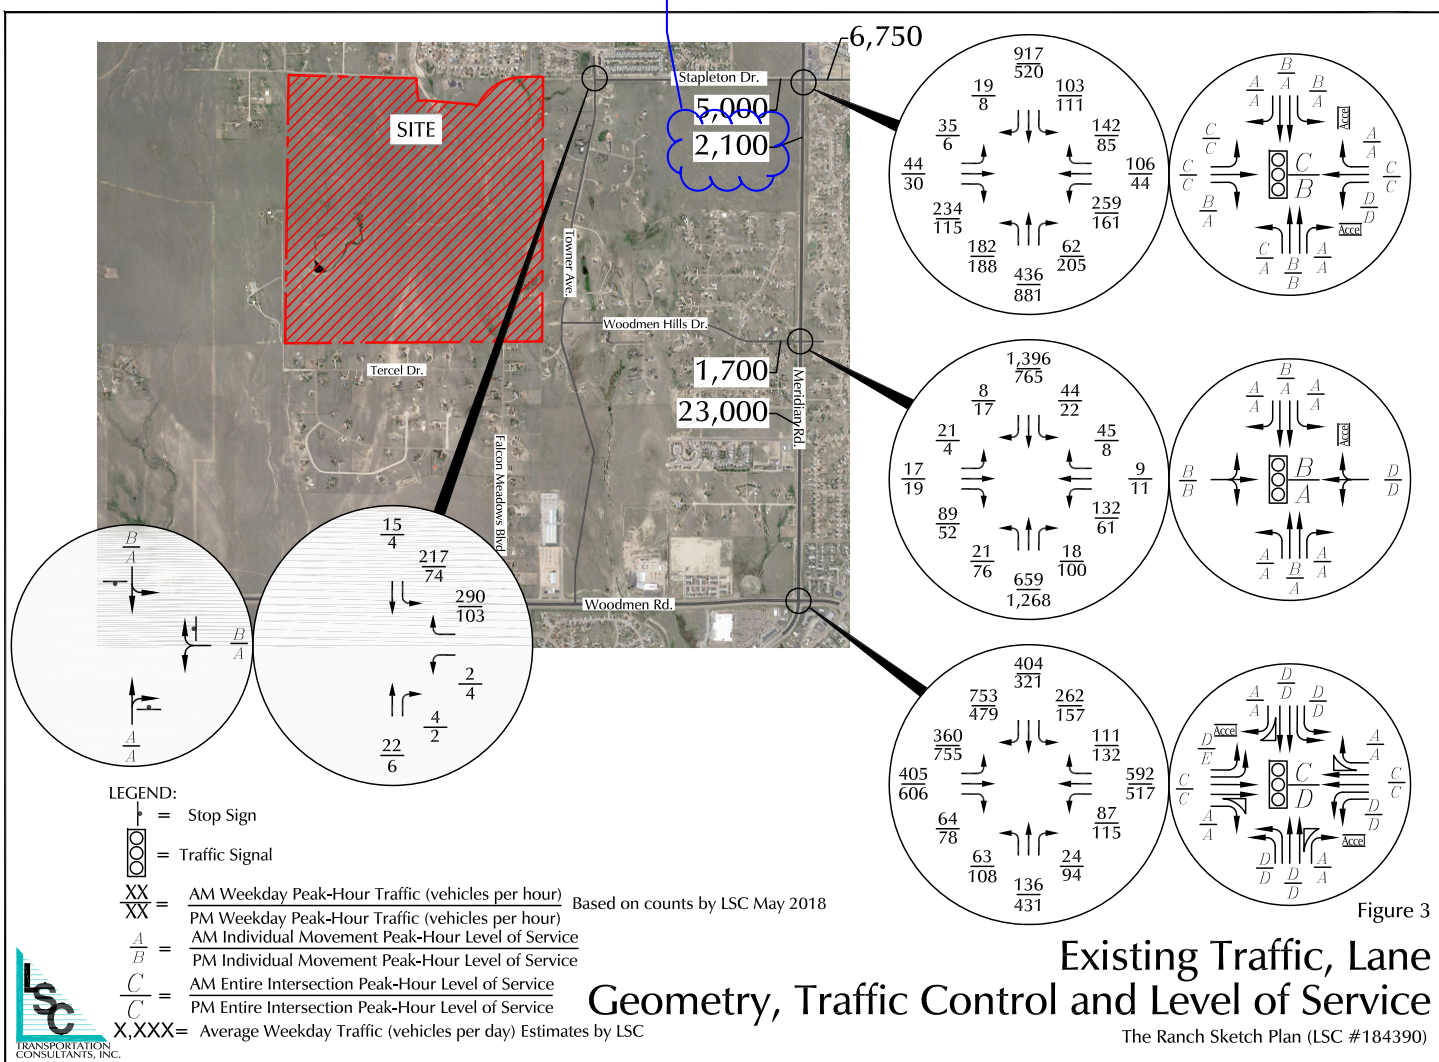 6,750
Stapleton Dr.
5,000
2,100
SITE
Towner Ave.
Woodmen Hills Dr.
1,700
23,000
Meridian Rd.
Tercel Dr.
Falcon Meadows Blvd
Woodmen Rd.
917
520
19
8
103
111
35
6
142
85
44
30
106
44
234
115
259
161
182
188
62
205
436
881
B
A
A
A
B
A
Accel
C
C
A
A
C
C
C
B
C
C
B
A
D
D
Accel
C
A
B
B
A
A
1,396
765
8
17
44
22
21
4
45
8
17
19
9
11
89
52
132
61
21
76
18
100
659
1,268
B
A
A
A
A
A
Accel
B
B
B
A
D
D
A
A
B
A
A
A
404
321
753
479
262
157
360
755
111
132
405
606
592
517
64
78
87
115
63
108
24
94
136
431
D
D
A
A
D
D
Accel
D
E
A
A
C
C
C
D
C
C
A
A
D
D
Accel
D
D
D
D
A
A
B
A
B
A
A
A
15
4
217
74
290
103
2
4
4
2
22
6
LEGEND:
= Stop Sign
= Traffic Signal
XX
XX
= AM Weekday Peak-Hour Traffic (vehicles per hour)
PM Weekday Peak-Hour Traffic (vehicles per hour)
Based on counts by LSC May 2018
A
B
= AM Individual Movement Peak-Hour Level of Service
PM Individual Movement Peak-Hour Level of Service
C
C
= AM Entire Intersection Peak-Hour Level of Service
PM Entire Intersection Peak-Hour Level of Service
X,XXX= Average Weekday Traffic (vehicles per day) Estimates by LSC
LSC
TRANSPORTATION
CONSULTANTS, INC.
Figure 3
Existing Traffic, Lane
Geometry, Traffic Control and Level of Service
The Ranch Sketch Plan (LSC #184390)